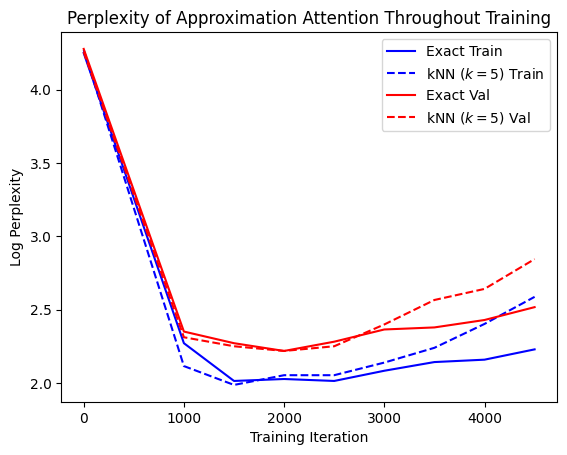 Perplexity of Approximation Attention Throughout Training
Exact Train
kNN (k = 5) Train
Exact Val
kNN (k = 5) Val
Log Perplexity
4.0
3.5
3.0
2.5
2.0
0
1000
2000
3000
4000
Training Iteration